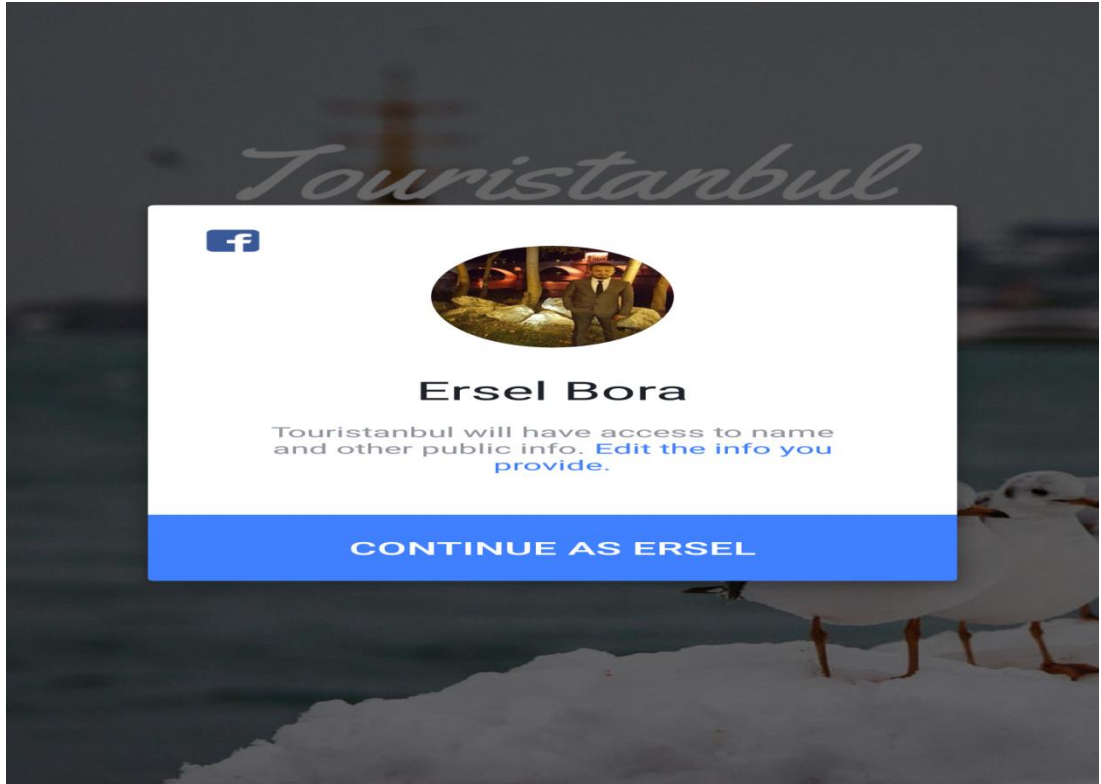 Touristanbul
f
Ersel Bora
Touristanbul will have access to name
and other public info. Edit the info you
provide.
CONTINUE AS ERSEL